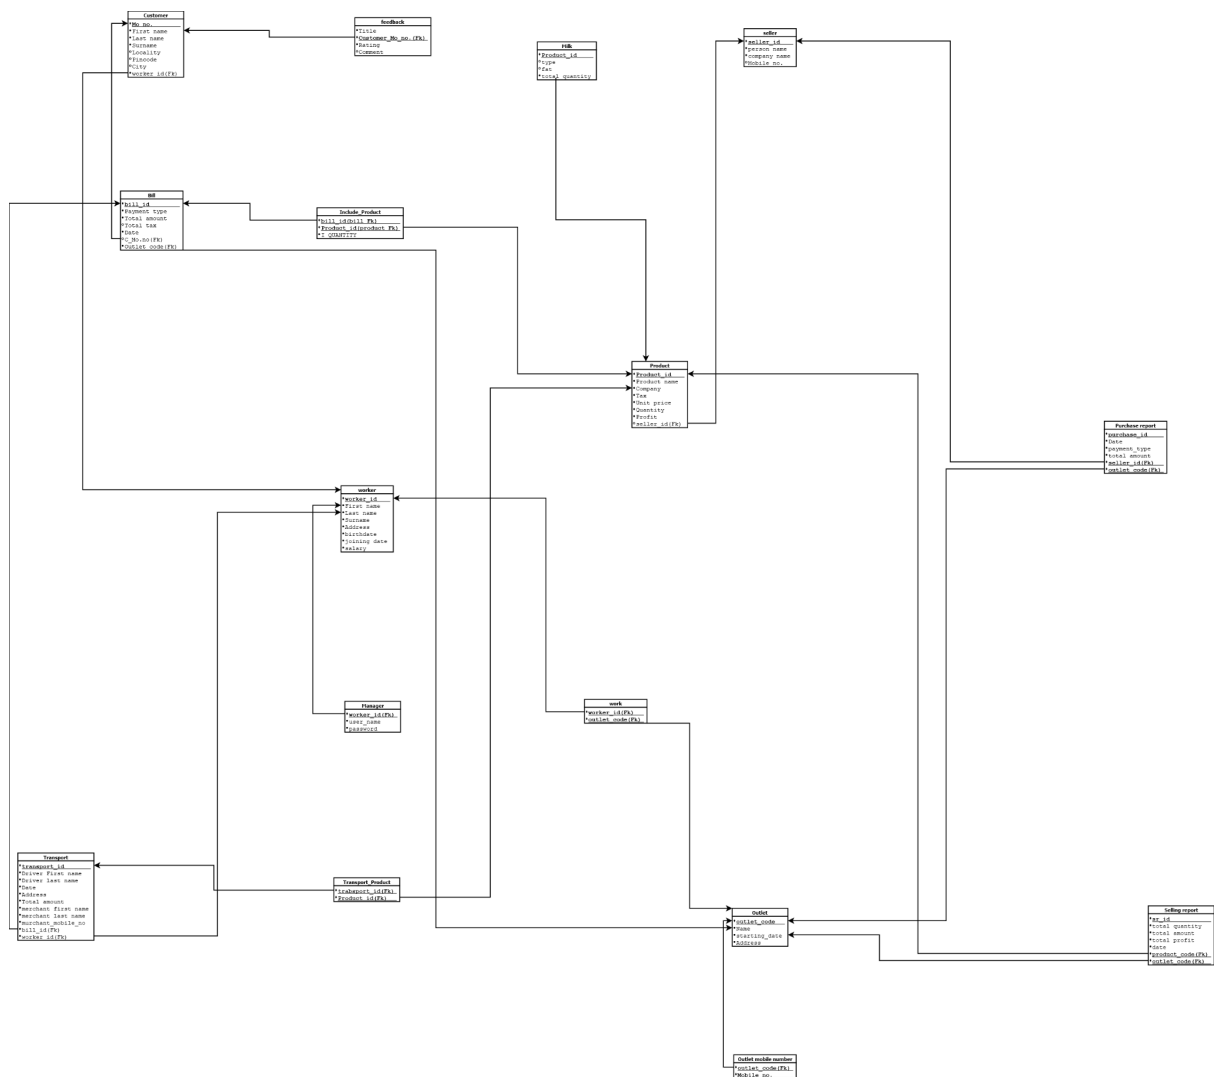 Customer
*Mo_no.
*First name
*Last name
*Surname
*Locality
°Pincode
°City
*worker_id(Fk)
feedback
*Title
*Customer_Mo_no.(Fk)
*Rating
*Comment
Milk
*Product_id
°type
°fat
*total quantity
seller
*seller_id
*person name
*company name
°Mobile no.
Bill
*bill_id
*Payment type
*Total amount
°Total tax
*Date
°C_Mo.no(Fk)
*Outlet_code(Fk)
Include_Product
*bill_id(bill_Fk)
*Product_id(product_Fk)
*I_QUANTITY
Product
*Product_id
*Product name
*Company
*Tax
*Unit price
*Quantity
*Profit
*seller_id(Fk)
Purchase report
*purchase_id
*Date
*payment_type
*total amount
*seller_id(Fk)
*outlet_code(Fk)
worker
*worker_id
*First name
*Last name
*Surname
*Address
*birthdate
*joining date
*salary
Manager
*worker_id(Fk)
*user_name
*password
work
*worker_id(Fk)
*outlet_code(Fk)
Transport
*transport_id
*Driver First name
*Driver last name
*Date
*Address
*Total amount
*merchant first name
*merchant last name
*murchant_mobile_no
*bill_id(Fk)
*worker_id(Fk)
Transport_Product
*trabsport_id(Fk)
*Product_id(Fk)
Outlet
*outlet_code
*Name
*starting_date
*Address
Selling report
*sr_id
*total quantity
*total amount
*total profit
*date
*product_code(Fk)
*outlet_code(Fk)
Outlet mobile number
*outlet_code(Fk)
*Mobile no.